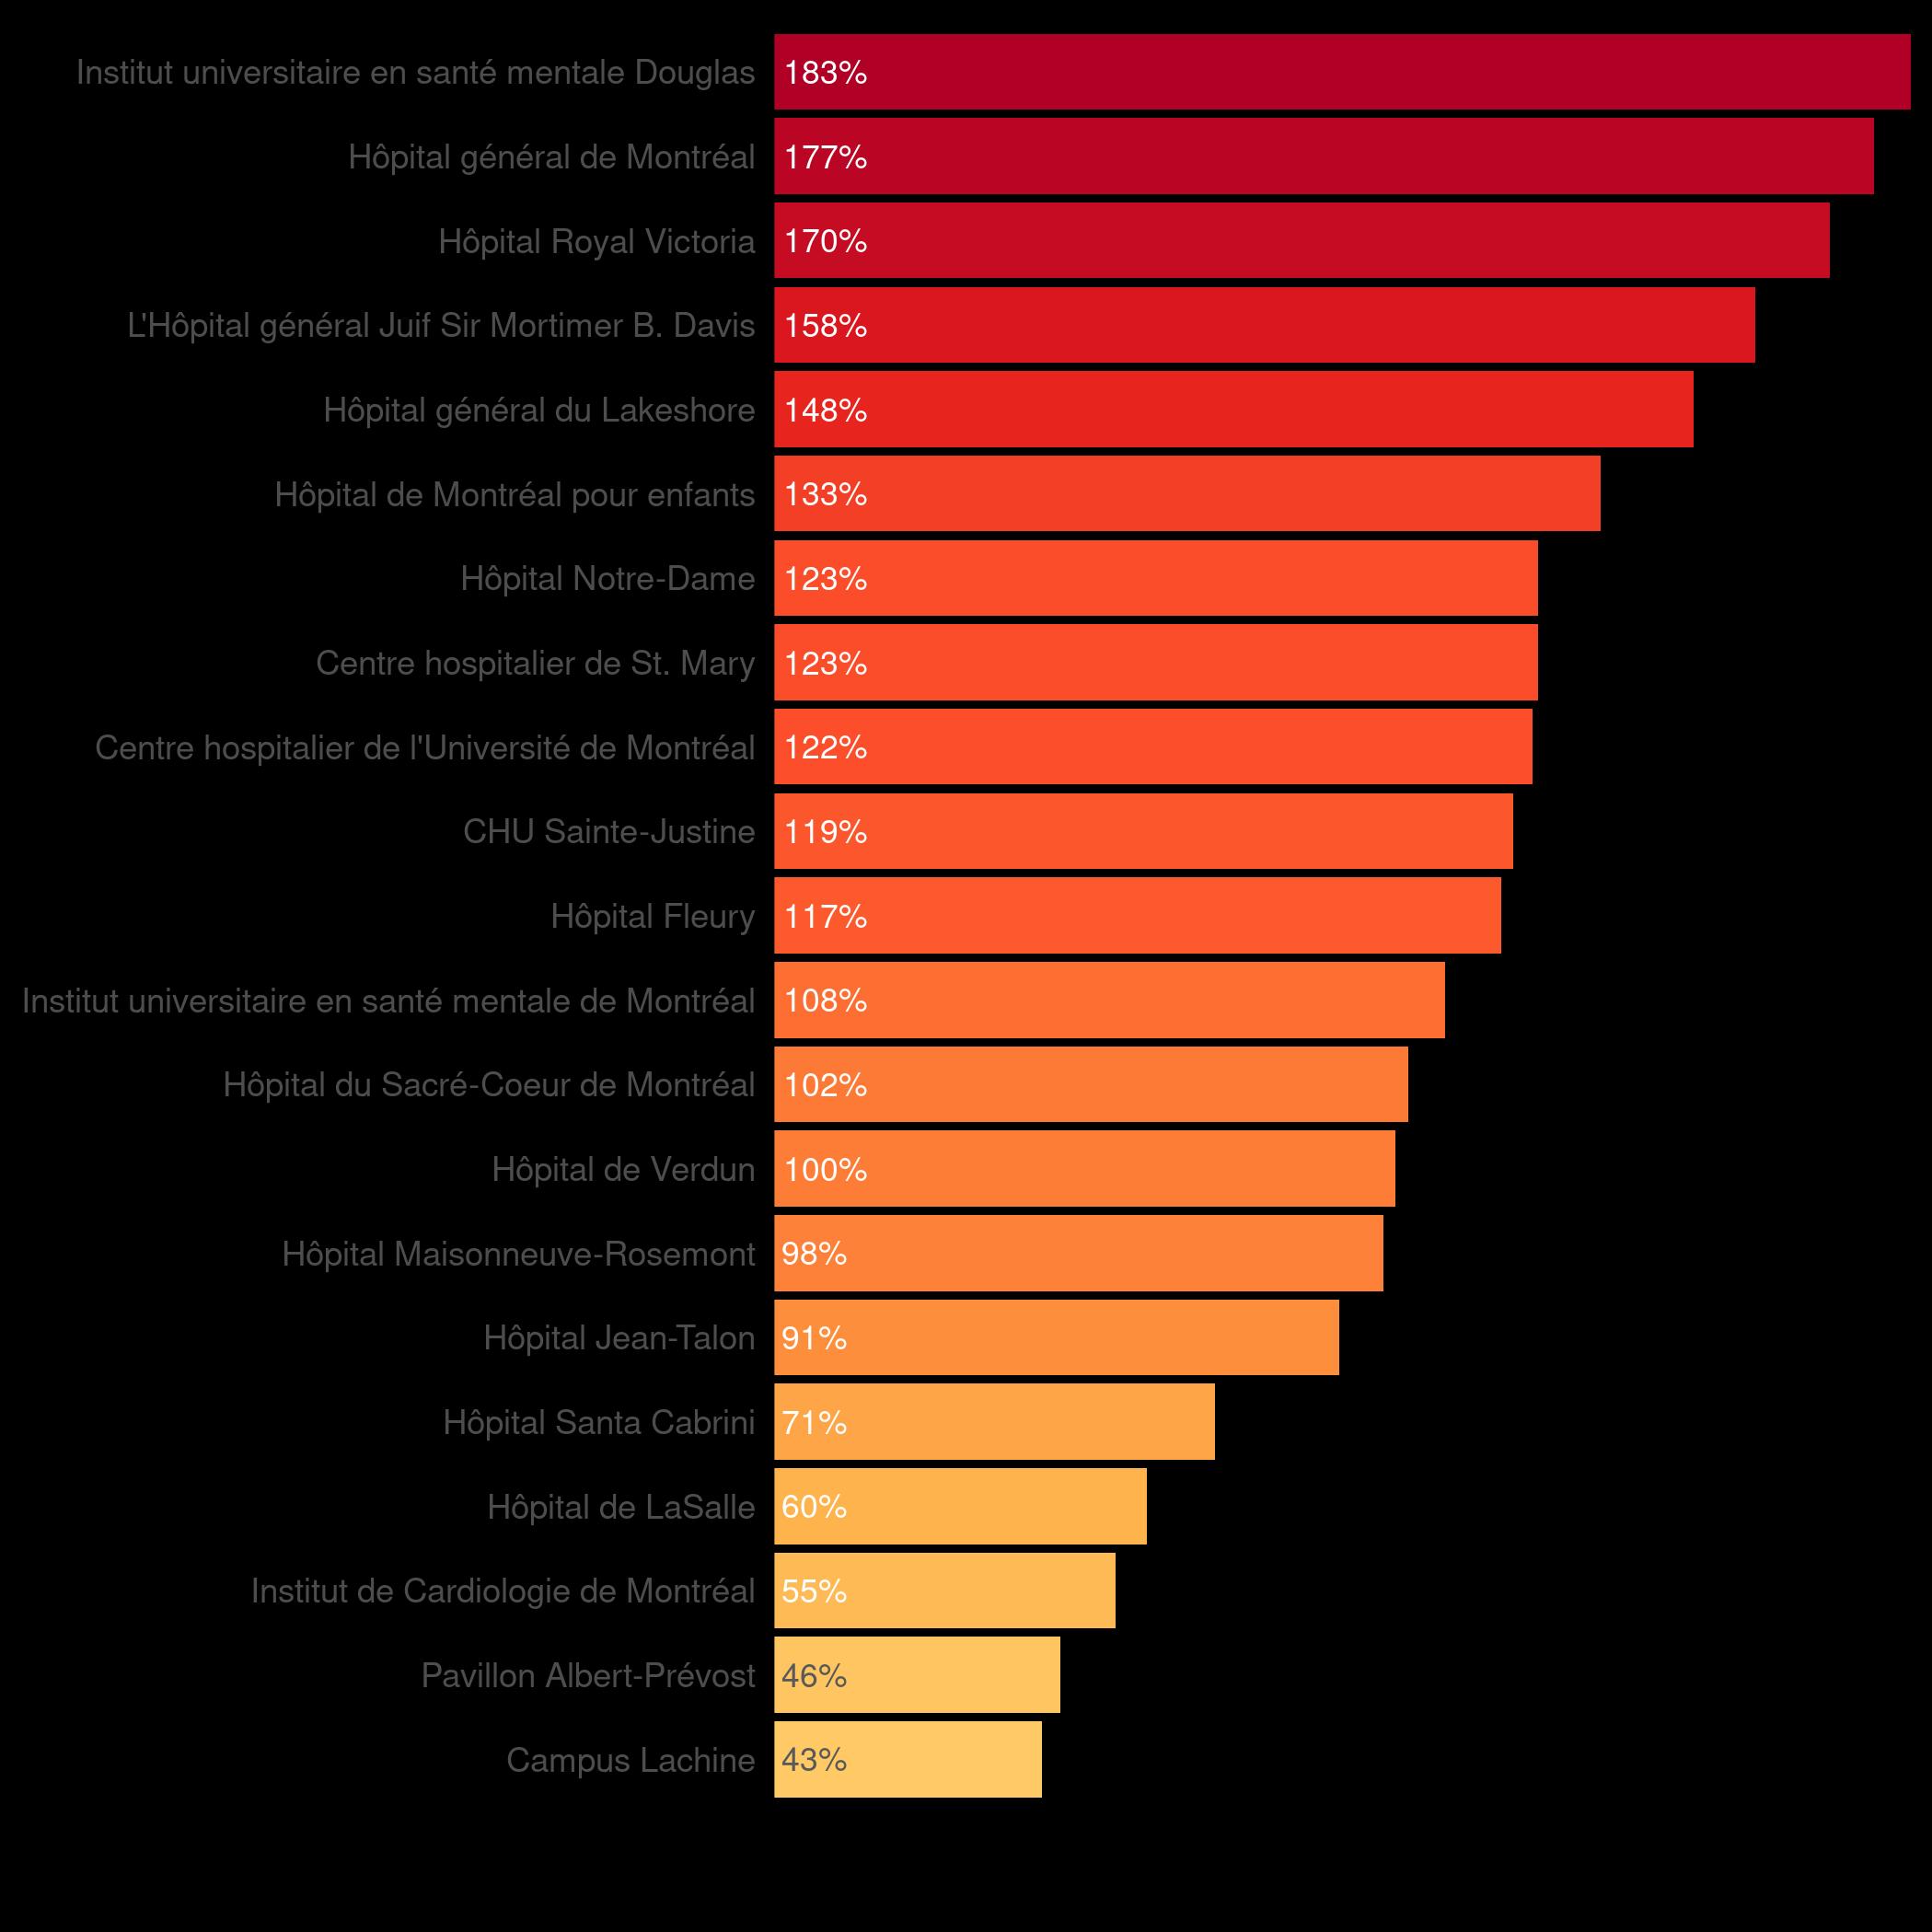 Institut universitaire en santé mentale Douglas 183%
Hôpital général de Montréal 177%
Hôpital Royal Victoria 170%
L'Hôpital général Juif Sir Mortimer B. Davis 158%
Hôpital général du Lakeshore 148%
Hôpital de Montréal pour enfants 133%
Hôpital Notre-Dame 123%
Centre hospitalier de St. Mary 123%
Centre hospitalier de l'Université de Montréal 122%
CHU Sainte-Justine 119%
Hôpital Fleury 117%
Institut universitaire en santé mentale de Montréal 108%
Hôpital du Sacré-Coeur de Montréal 102%
Hôpital de Verdun 100%
Hôpital Maisonneuve-Rosemont 98%
Hôpital Jean-Talon 91%
Hôpital Santa Cabrini 71%
Hôpital de LaSalle 60%
Institut de Cardiologie de Montréal 55%
Pavillon Albert-Prévost 46%
Campus Lachine 43%